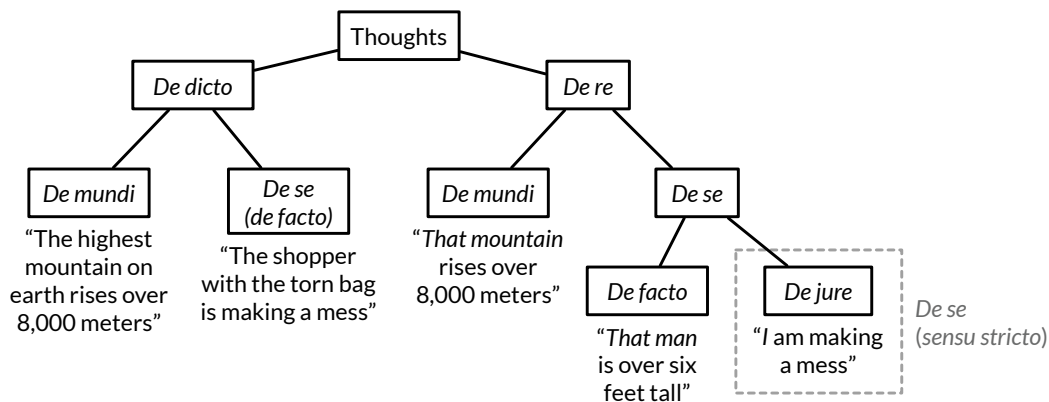 Thoughts
De dicto
De re
De mundi
De se
(de facto)
De mundi
De se
“The highest
mountain on
earth rises over
8,000 meters”
“The shopper
with the torn bag
is making a mess”
“That mountain
rises over
8,000 meters”
De facto
De jure
“That man
is over six
feet tall”
“I am making
a mess”
De se
(sensu stricto)